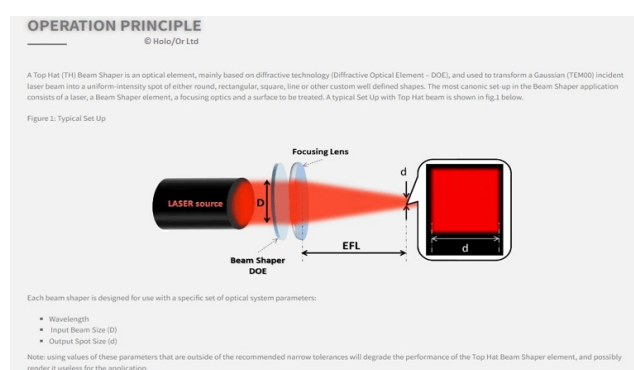 OPERATION PRINCIPLE
© Holo/Or Ltd
A Top Hat (TH) Beam Shaper is an optical element, mainly based on diffractive technology (Diffractive Optical Element – DOE), and used to transform a Gaussian (TEM00) incident
laser beam into a uniform-intensity spot of either round, rectangular, square, line or other custom well defined shapes. The most canonic set-up in the Beam Shaper application
consists of a laser, a Beam Shaper element, a focusing optics and a surface to be treated. A typical Set Up with Top Hat beam is shown in fig.1 below.
Figure 1: Typical Set Up
Focusing Lens
d
LASER source
D
d
EFL
Beam Shaper
DOE
Each beam shaper is designed for use with a specific set of optical system parameters:
• Wavelength
• Input Beam Size (D)
• Output Spot Size (d)
Note: using values of these parameters that are outside of the recommended narrow tolerances will degrade the performance of the Top Hat Beam Shaper element, and possibly
render it useless for the application.